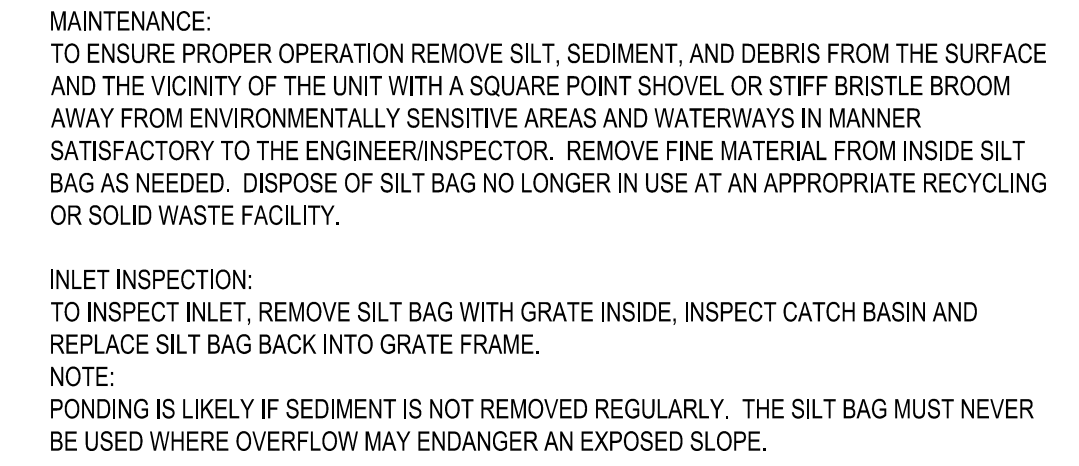 MAINTENANCE:
TO ENSURE PROPER OPERATION REMOVE SILT, SEDIMENT, AND DEBRIS FROM THE SURFACE
AND THE VICINITY OF THE UNIT WITH A SQUARE POINT SHOVEL OR STIFF BRISTLE BROOM
AWAY FROM ENVIRONMENTALLY SENSITIVE AREAS AND WATERWAYS IN MANNER
SATISFACTORY TO THE ENGINEER/INSPECTOR. REMOVE FINE MATERIAL FROM INSIDE SILT
BAG AS NEEDED. DISPOSE OF SILT BAG NO LONGER IN USE AT AN APPROPRIATE RECYCLING
OR SOLID WASTE FACILITY.
INLET INSPECTION:
TO INSPECT INLET, REMOVE SILT BAG WITH GRATE INSIDE, INSPECT CATCH BASIN AND
REPLACE SILT BAG BACK INTO GRATE FRAME.
NOTE:
PONDING IS LIKELY IF SEDIMENT IS NOT REMOVED REGULARLY. THE SILT BAG MUST NEVER
BE USED WHERE OVERFLOW MAY ENDANGER AN EXPOSED SLOPE.